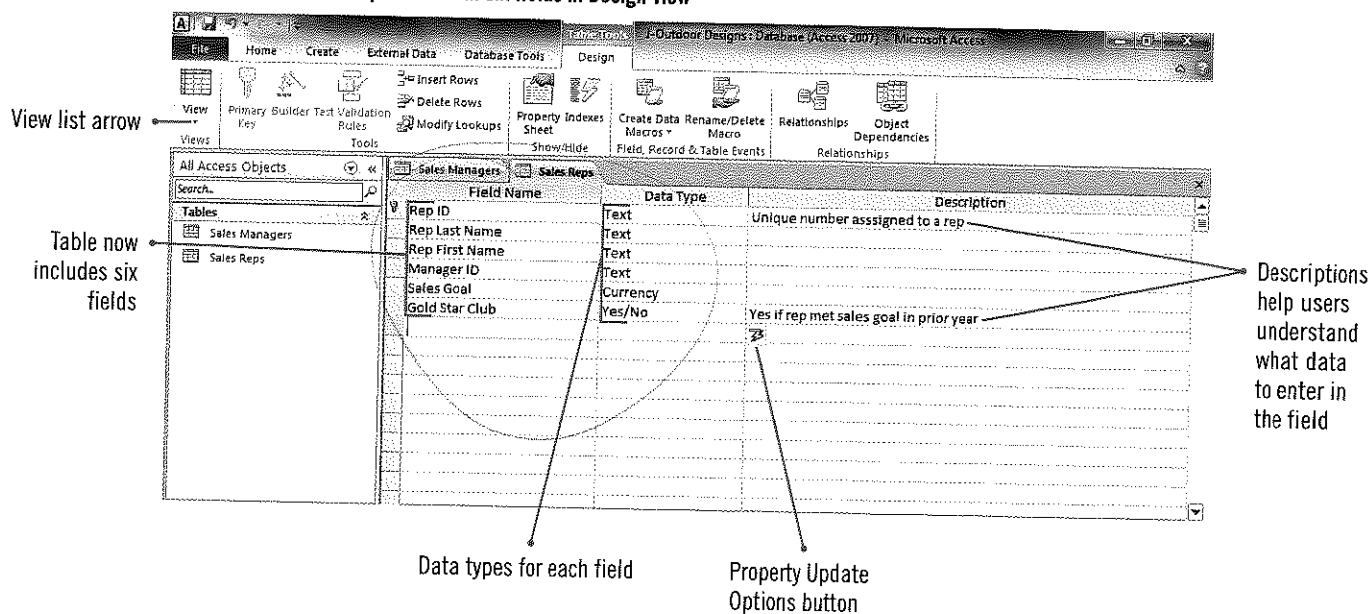 in Design View
A
Table Tools
J-Outdoor Designs : Database (Access 2007) - Microsoft Access
File Home Create External Data Database Tools Design
View
Primary Key
Builder
Test Validation Rules
Insert Rows
Delete Rows
Modify Lookups
Property Sheet
Indexes
Create Data Macros
Rename/Delete Macro
Relationships
Object Dependencies
Views
Tools
Show/Hide
Field, Record & Table Events
Relationships
View list arrow
All Access Objects
Search...
Tables
Sales Managers
Sales Reps
Sales Managers Sales Reps
Field Name Data Type Description
Rep ID Text Unique number asssigned to a rep
Rep Last Name Text
Rep First Name Text
Manager ID Text
Sales Goal Currency
Gold Star Club Yes/No Yes if rep met sales goal in prior year
Table now
includes six
fields
Descriptions
help users
understand
what data
to enter in
the field
Data types for each field
Property Update
Options button